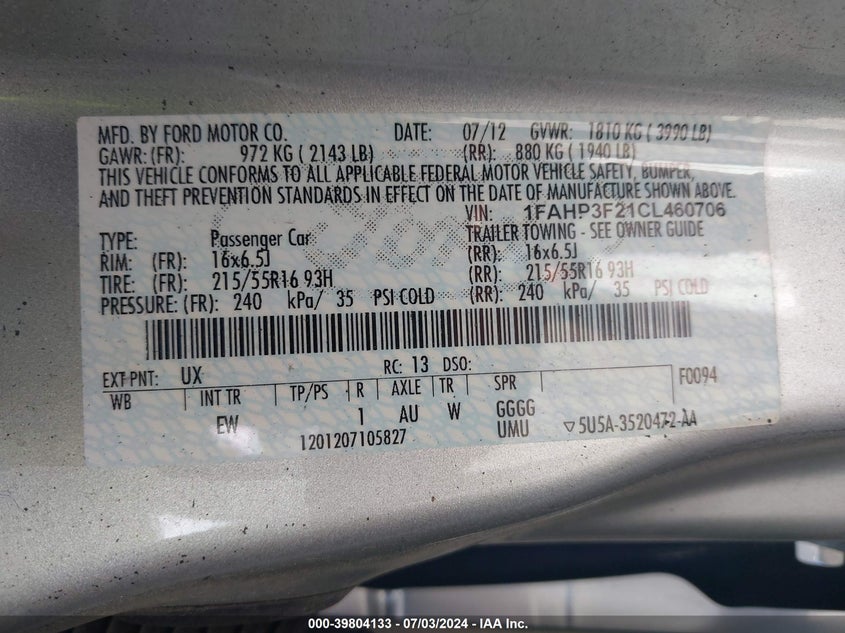 MFD. BY FORD MOTOR CO. DATE: 07/12 GVWR: 1810 KG ( 3990 LB)
GAWR: (FR): 972 KG ( 2143 LB) (RR): 880 KG ( 1940 LB)
THIS VEHICLE CONFORMS TO ALL APPLICABLE FEDERAL MOTOR VEHICLE SAFETY, BUMPER,
AND THEFT PREVENTION STANDARDS IN EFFECT ON THE DATE OF MANUFACTURE SHOWN ABOVE.
VIN: 1FAHP3F21CL460706
TYPE: Passenger Car TRAILER TOWING - SEE OWNER GUIDE
RIM: (FR): 16x6.5J (RR): 16x6.5J
TIRE: (FR): 215/55R16 93H (RR): 215/55R16 93H
PRESSURE: (FR): 240 kPa/ 35 PSI COLD (RR): 240 kPa/ 35 PSI COLD
EXT PNT: UX RC: 13 DSO:
WB INT TR TP/PS R AXLE TR SPR F0094
EW 1 AU W GGGG
1201207105827 UMU ▽5U5A-3520472-AA
000-39804133 - 07/03/2024 - IAA Inc.